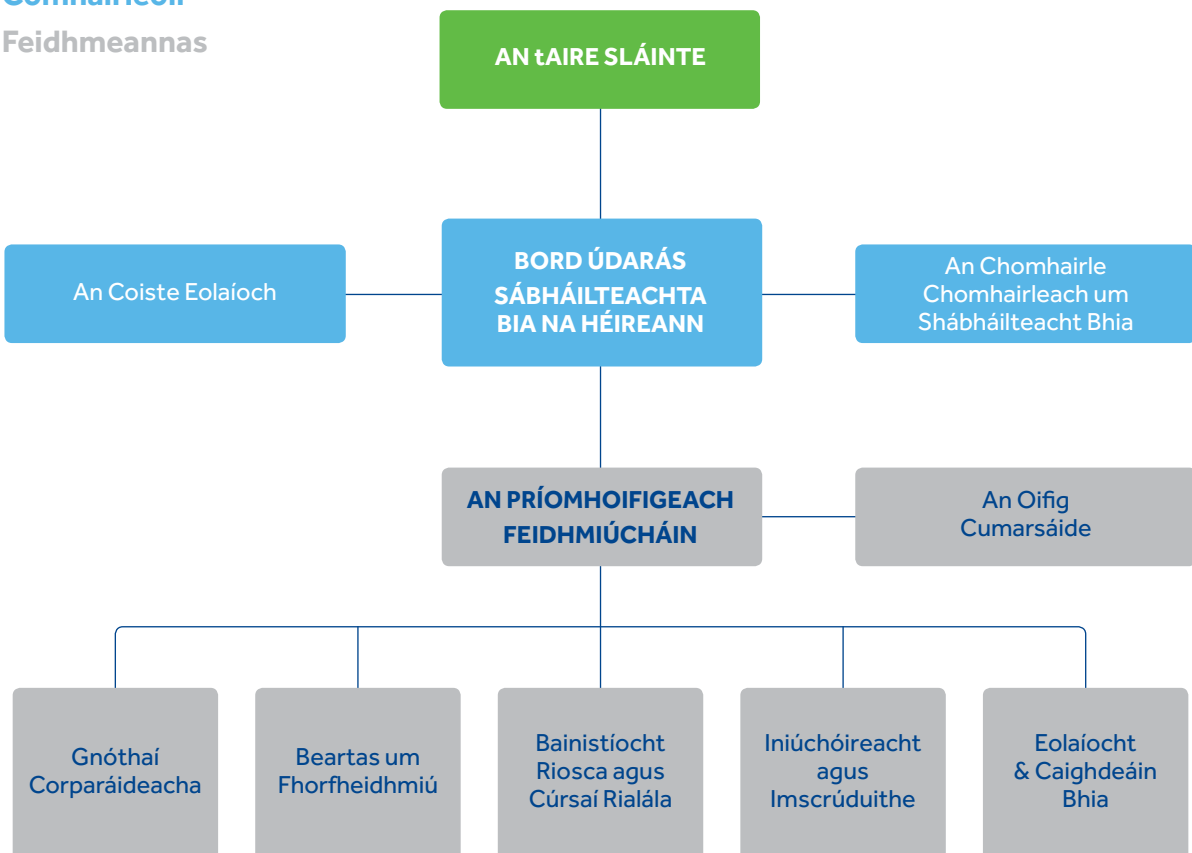 Feidhmeannas
AN tAIRE SLÁINTE
An Coiste Eolaíoch
BORD ÚDARÁS
SÁBHÁILTEACHTA
BIA NA HÉIREANN
An Chomhairle
Chomhairleach um
Shábháilteacht Bhia
AN PRÍOMHOIFIGEACH
FEIDHMIÚCHÁIN
An Oifig
Cumarsáide
Gnóthaí
Corparáideacha
Beartas um
Fhorfheidhmiú
Bainistíocht
Riosca agus
Cúrsaí Rialála
Iniúchóireacht
agus
Imscrúduithe
Eolaíocht
& Caighdeáin
Bhia